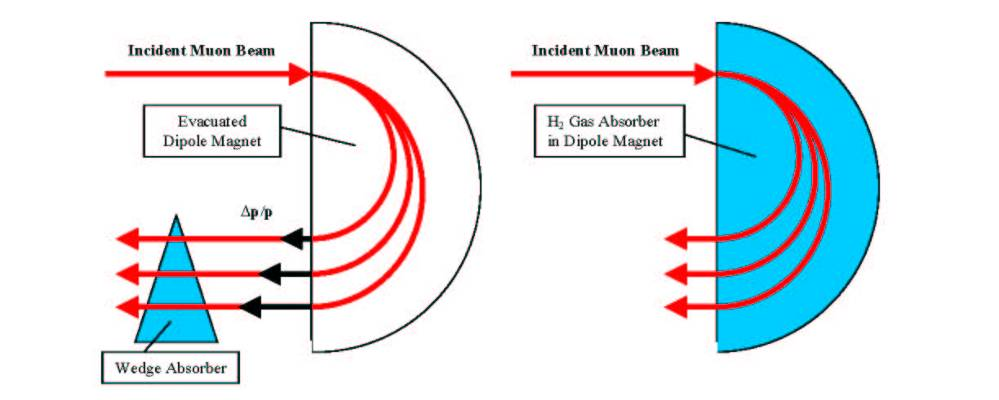 Incident Muon Beam
Evacuated
Dipole Magnet
Δp/p
Wedge Absorber
Incident Muon Beam
H₂ Gas Absorber
in Dipole Magnet